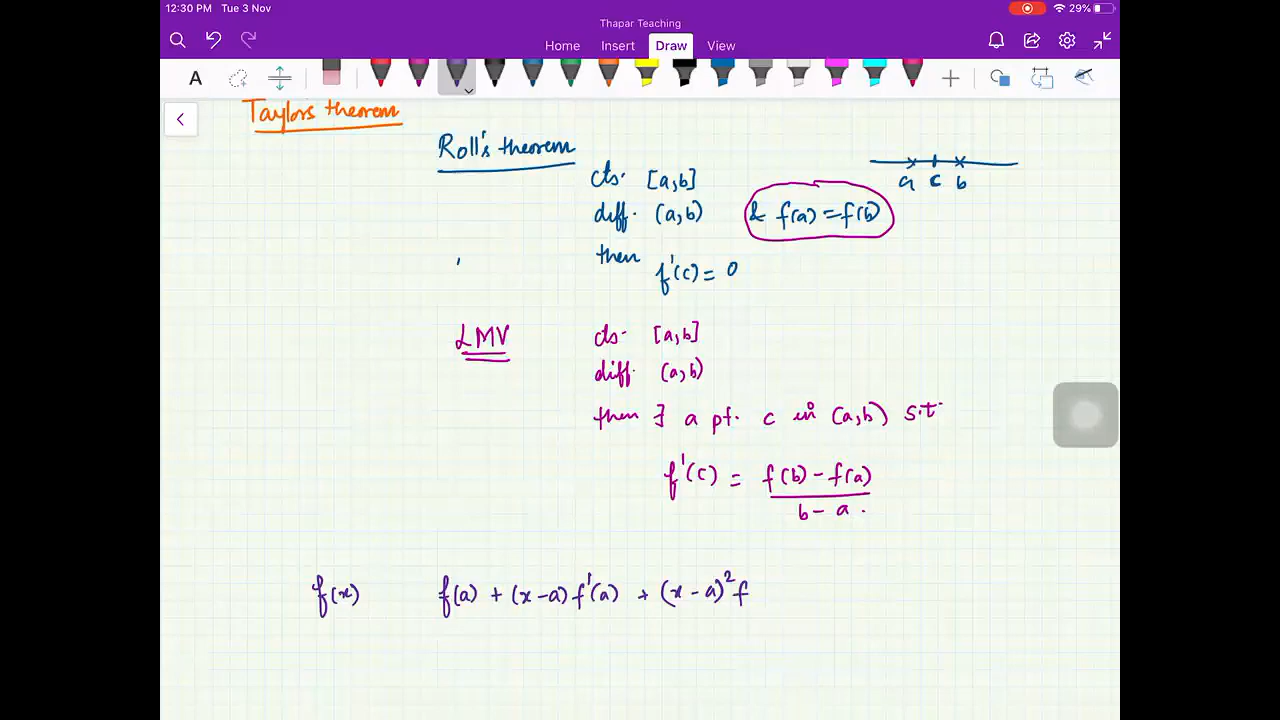 12:30 PM Tue 3 Nov
29%
Thapar Teaching
Home Insert Draw View
A
Taylors theorem
Roll's theorem
a c b
cts. [a,b]
diff. (a,b) & f(a) = f(b)
then
f'(c) = 0
LMV
cts. [a,b]
diff. (a,b)
then ∃ a pt. c in (a,b) s.t.
f'(c) = f(b) - f(a)
b - a.
f(x) f(a) + (x-a) f'(a) + (x-a)² f